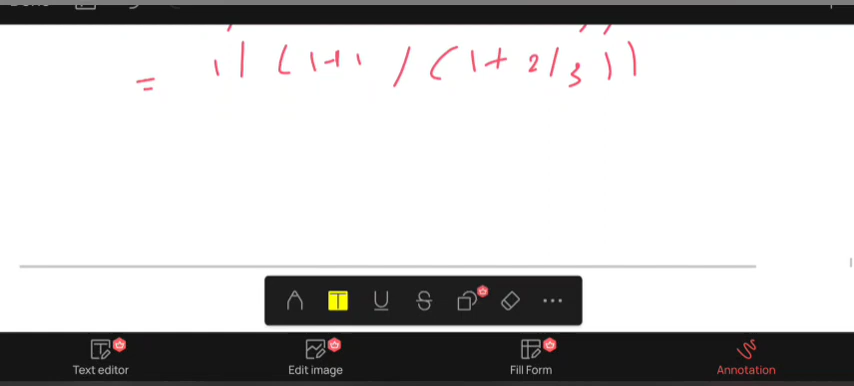 = 1/(1+1/(1+2/3))
Text editor
Edit image
Fill Form
Annotation